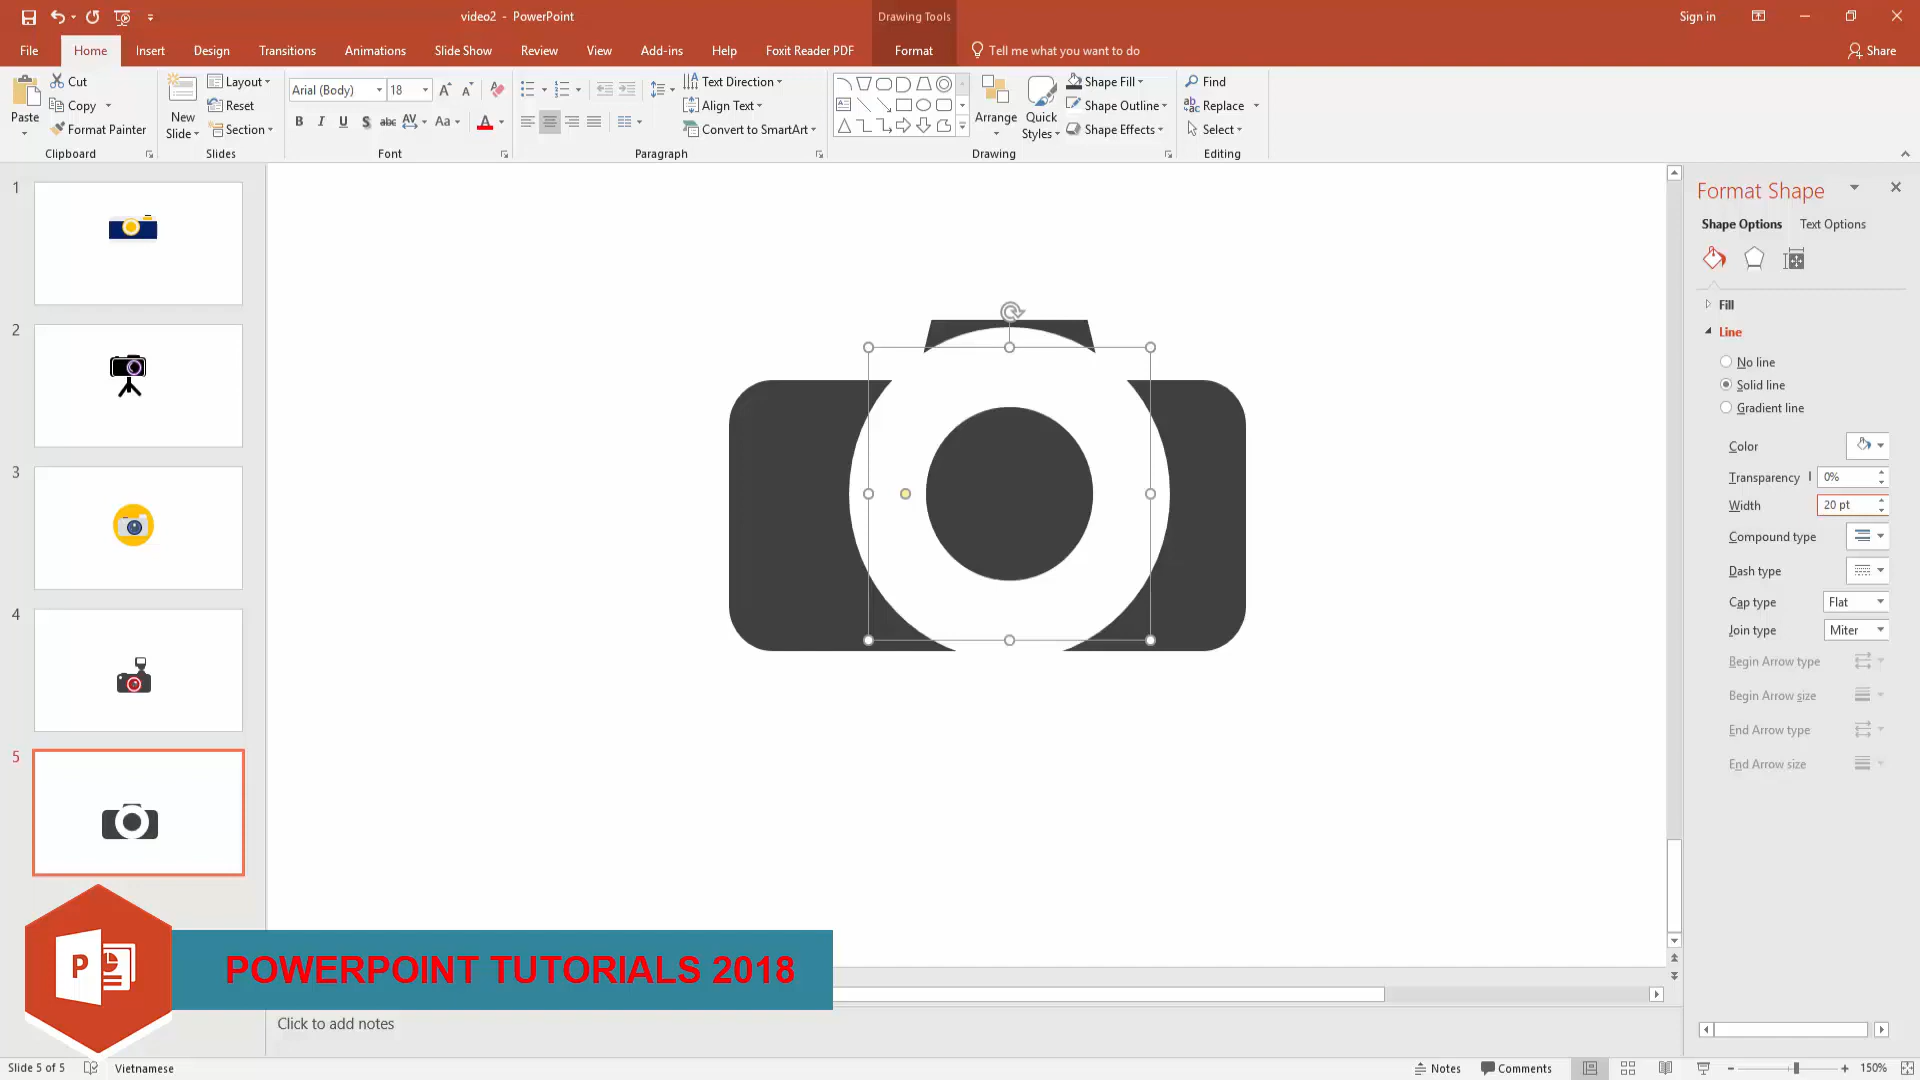 video2 - PowerPoint
Drawing Tools
Sign in
File
Home
Insert
Design
Transitions
Animations
Slide Show
Review
View
Add-ins
Help
Foxit Reader PDF
Format
Tell me what you want to do
Share
Paste
Cut
Copy
Format Painter
Clipboard
New
Slide
Layout
Reset
Section
Slides
Arial (Body)
18
B I U S abc AV Aa A
Font
Text Direction
Align Text
Convert to SmartArt
Paragraph
Arrange
Quick
Styles
Shape Fill
Shape Outline
Shape Effects
Drawing
Find
Replace
Select
Editing
1
2
3
4
5
Format Shape
Shape Options
Text Options
Fill
Line
No line
Solid line
Gradient line
Color
Transparency
0%
Width
20 pt
Compound type
Dash type
Cap type
Flat
Join type
Miter
Begin Arrow type
Begin Arrow size
End Arrow type
End Arrow size
P
POWERPOINT TUTORIALS 2018
Click to add notes
Slide 5 of 5
Vietnamese
Notes
Comments
150%